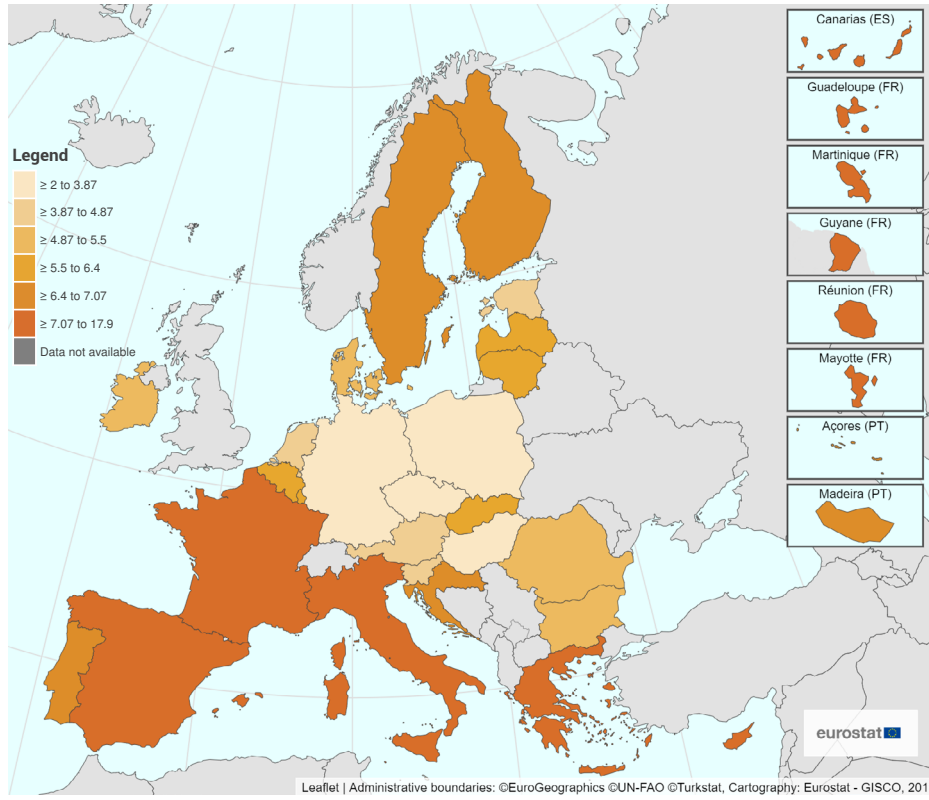 Canarias (ES)
Guadeloupe (FR)
Martinique (FR)
Guyane (FR)
Réunion (FR)
Mayotte (FR)
Açores (PT)
Madeira (PT)
Legend
≥ 2 to 3.87
≥ 3.87 to 4.87
≥ 4.87 to 5.5
≥ 5.5 to 6.4
≥ 6.4 to 7.07
≥ 7.07 to 17.9
Data not available
eurostat
Leaflet | Administrative boundaries: ©EuroGeographics ©UN-FAO ©Turkstat, Cartography: Eurostat - GISCO, 201